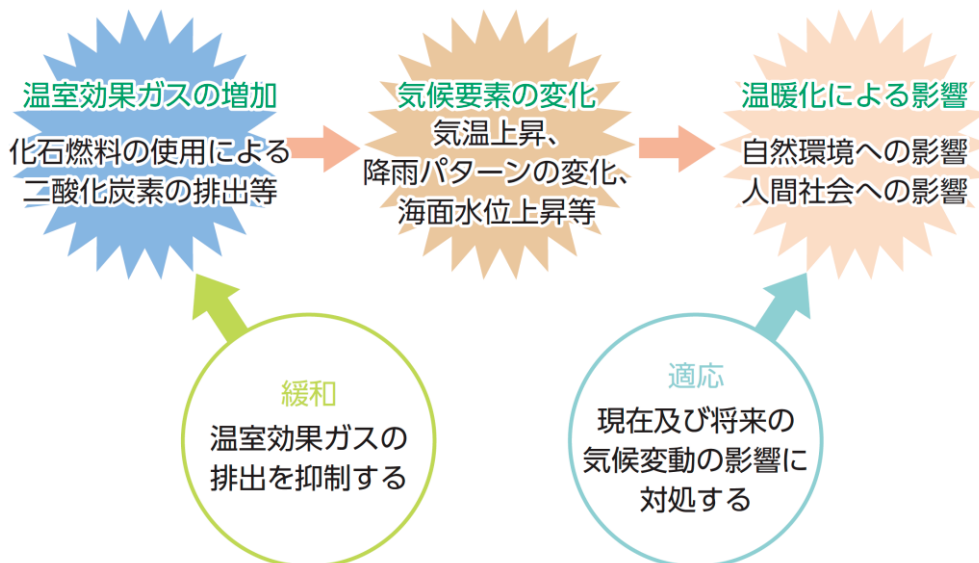 温室効果ガスの増加
化石燃料の使用による
二酸化炭素の排出等
気候要素の変化
気温上昇、
降雨パターンの変化、
海面水位上昇等
温暖化による影響
自然環境への影響
人間社会への影響
緩和
温室効果ガスの
排出を抑制する
適応
現在及び将来の
気候変動の影響に
対処する